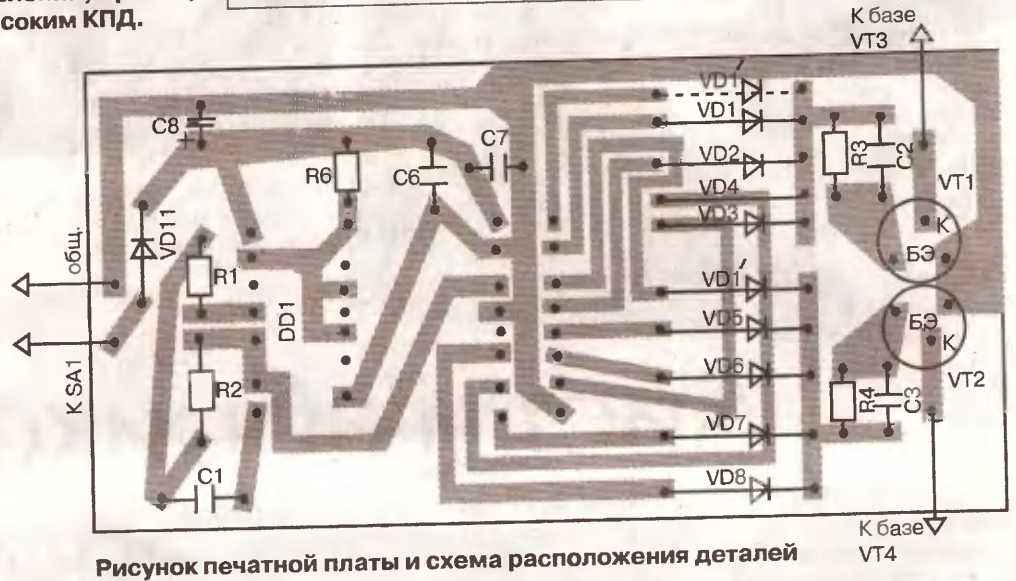 соким КПД.
К базе
VT3
VD1′
VD1
C8
+
C7
R6
C6
VD2
R3
C2
VT1
VD4
VD3
К
БЭ
общ.
VD11
R1
VD1′
DD1
VD5
БЭ
К
К SA1
R2
VD6
VT2
R4
C3
VD7
C1
VD8
К базе
VT4
Рисунок печатной платы и схема расположения деталей